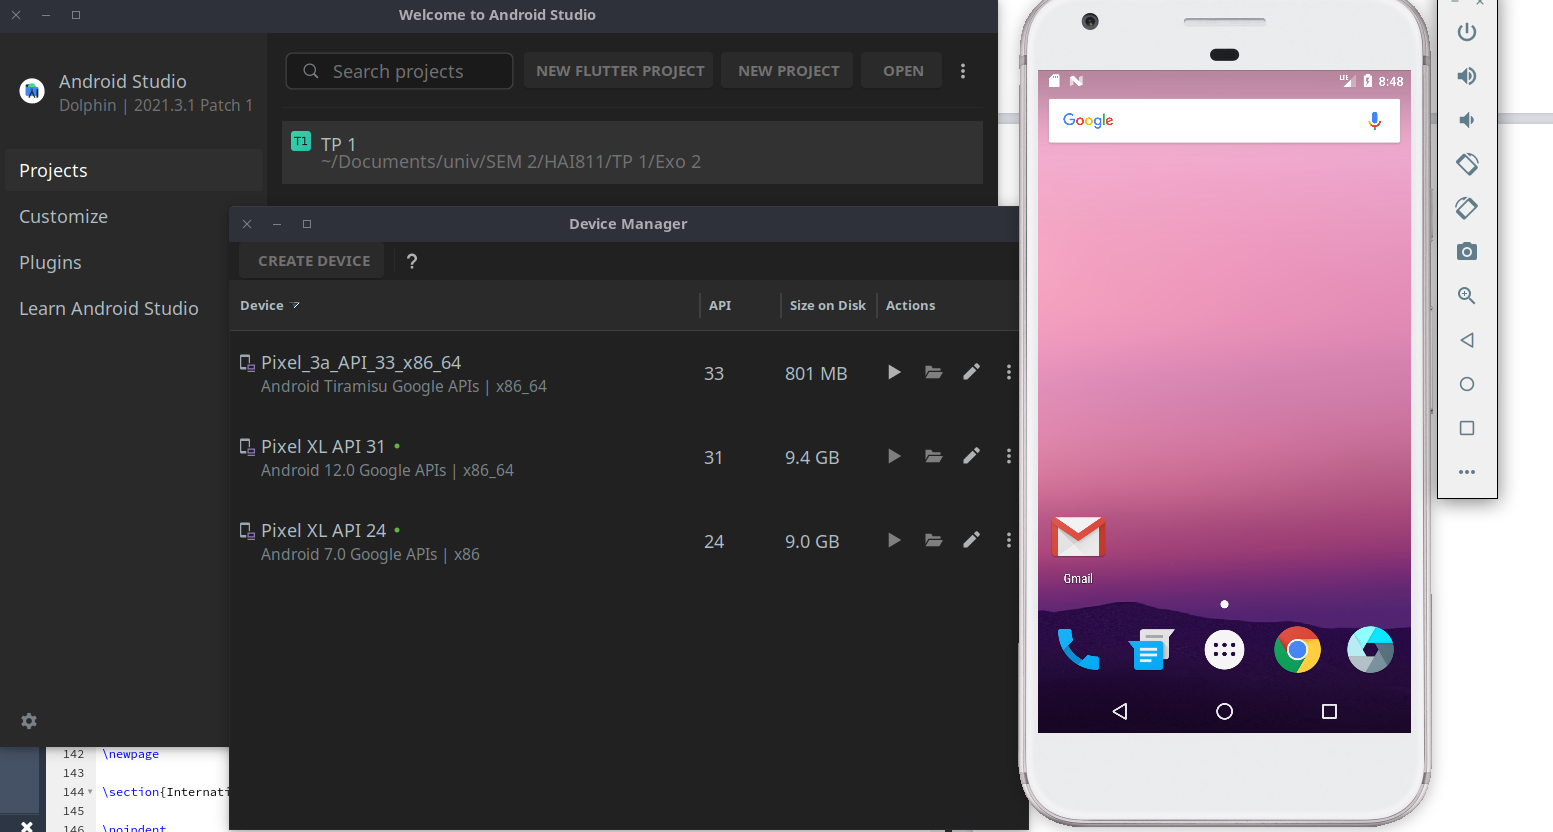 Welcome to Android Studio
Android Studio
Dolphin | 2021.3.1 Patch 1
Search projects
NEW FLUTTER PROJECT
NEW PROJECT
OPEN
T1
TP 1
~/Documents/univ/SEM 2/HAI811/TP 1/Exo 2
Projects
Customize
Plugins
Learn Android Studio
Device Manager
CREATE DEVICE
?
Device
API
Size on Disk
Actions
Pixel_3a_API_33_x86_64
Android Tiramisu Google APIs | x86_64
33
801 MB
Pixel XL API 31
Android 12.0 Google APIs | x86_64
31
9.4 GB
Pixel XL API 24
Android 7.0 Google APIs | x86
24
9.0 GB
142 \newpage
143
144 \section{Internati
145
146 \noindent
LTE
8:48
Google
Gmail